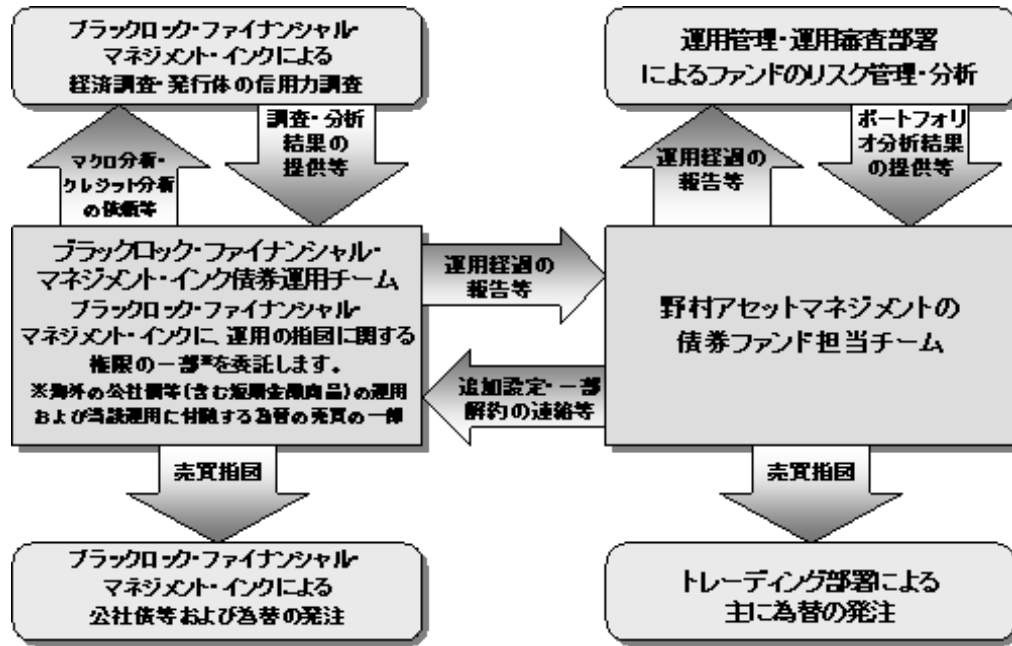 ブラックロック・ファイナンシャル・
マネジメント・インクによる
経済調査・発行体の信用力調査
運用管理・運用審査部署
によるファンドのリスク管理・分析
マクロ分析・
クレジット分析
の依頼等
調査・分析
結果の
提供等
運用経過の
報告等
ポートフォリ
オ分析結果
の提供等
ブラックロック・ファイナンシャル・
マネジメント・インク債券運用チーム
ブラックロック・ファイナンシャル・
マネジメント・インクに、運用の指図に関する
権限の一部※を委託します。
※海外の公社債等(含む短期金融商品)の運用
および当該運用に付随する為替の売買の一部
運用経過の
報告等
追加設定・一部
解約の連絡等
野村アセットマネジメントの
債券ファンド担当チーム
売買指図
売買指図
ブラックロック・ファイナンシャル・
マネジメント・インクによる
公社債等および為替の発注
トレーディング部署による
主に為替の発注